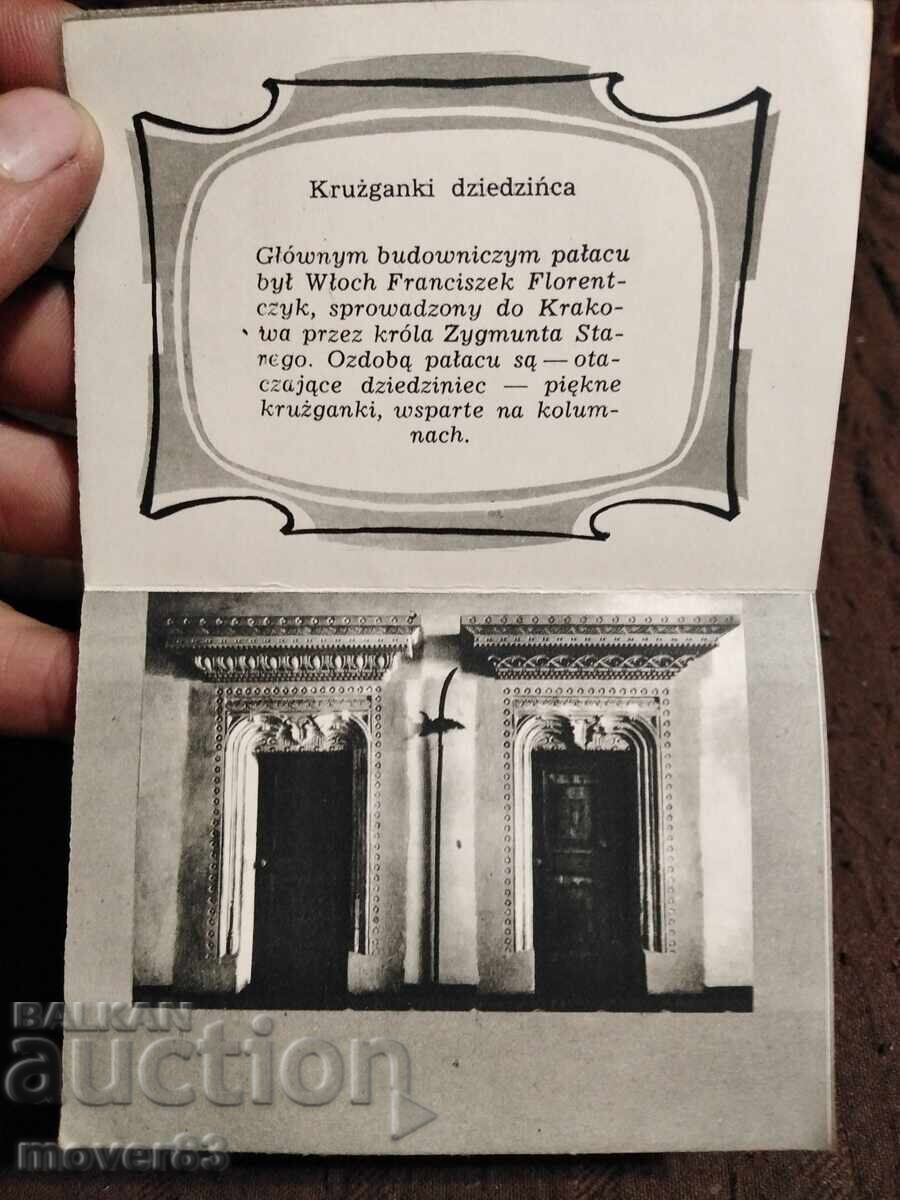 Krużganki dziedzińca
Głównym budowniczym pałacu
był Włoch Franciszek Florent-
czyk, sprowadzony do Krako-
wa przez króla Zygmunta Sta-
rego. Ozdobą pałacu są — ota-
czające dziedziniec — piękne
krużganki, wsparte na kolum-
nach.
BALKAN
auction
mover83